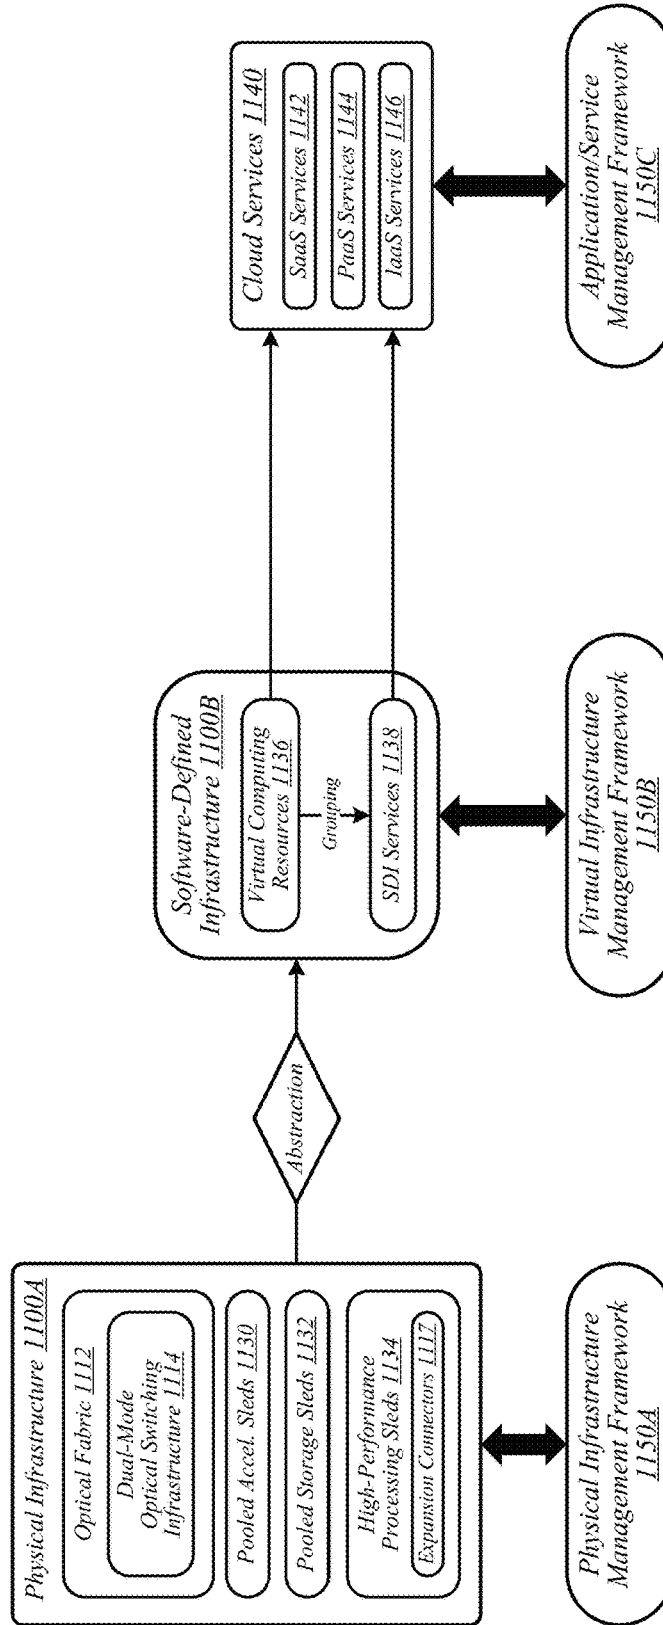 Physical Infrastructure 1100A
Optical Fabric 1112
Dual-Mode
Optical Switching
Infrastructure 1114
Pooled Accel. Sleds 1130
Pooled Storage Sleds 1132
High-Performance
Processing Sleds 1134
Expansion Connectors 1117
Physical Infrastructure
Management Framework
1150A
Abstraction
Software-Defined
Infrastructure 1100B
Virtual Computing
Resources 1136
Grouping
SDI Services 1138
Virtual Infrastructure
Management Framework
1150B
Cloud Services 1140
SaaS Services 1142
PaaS Services 1144
IaaS Services 1146
Application/Service
Management Framework
1150C